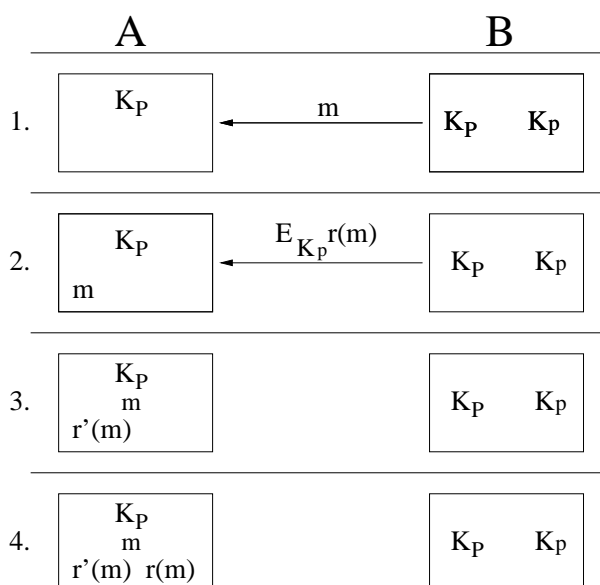 A B
1. K_P m K_P K_p
2. K_P m E_{K_p} r(m) K_P K_p
3. K_P m r’(m) K_P K_p
4. K_P m r’(m) r(m) K_P K_p